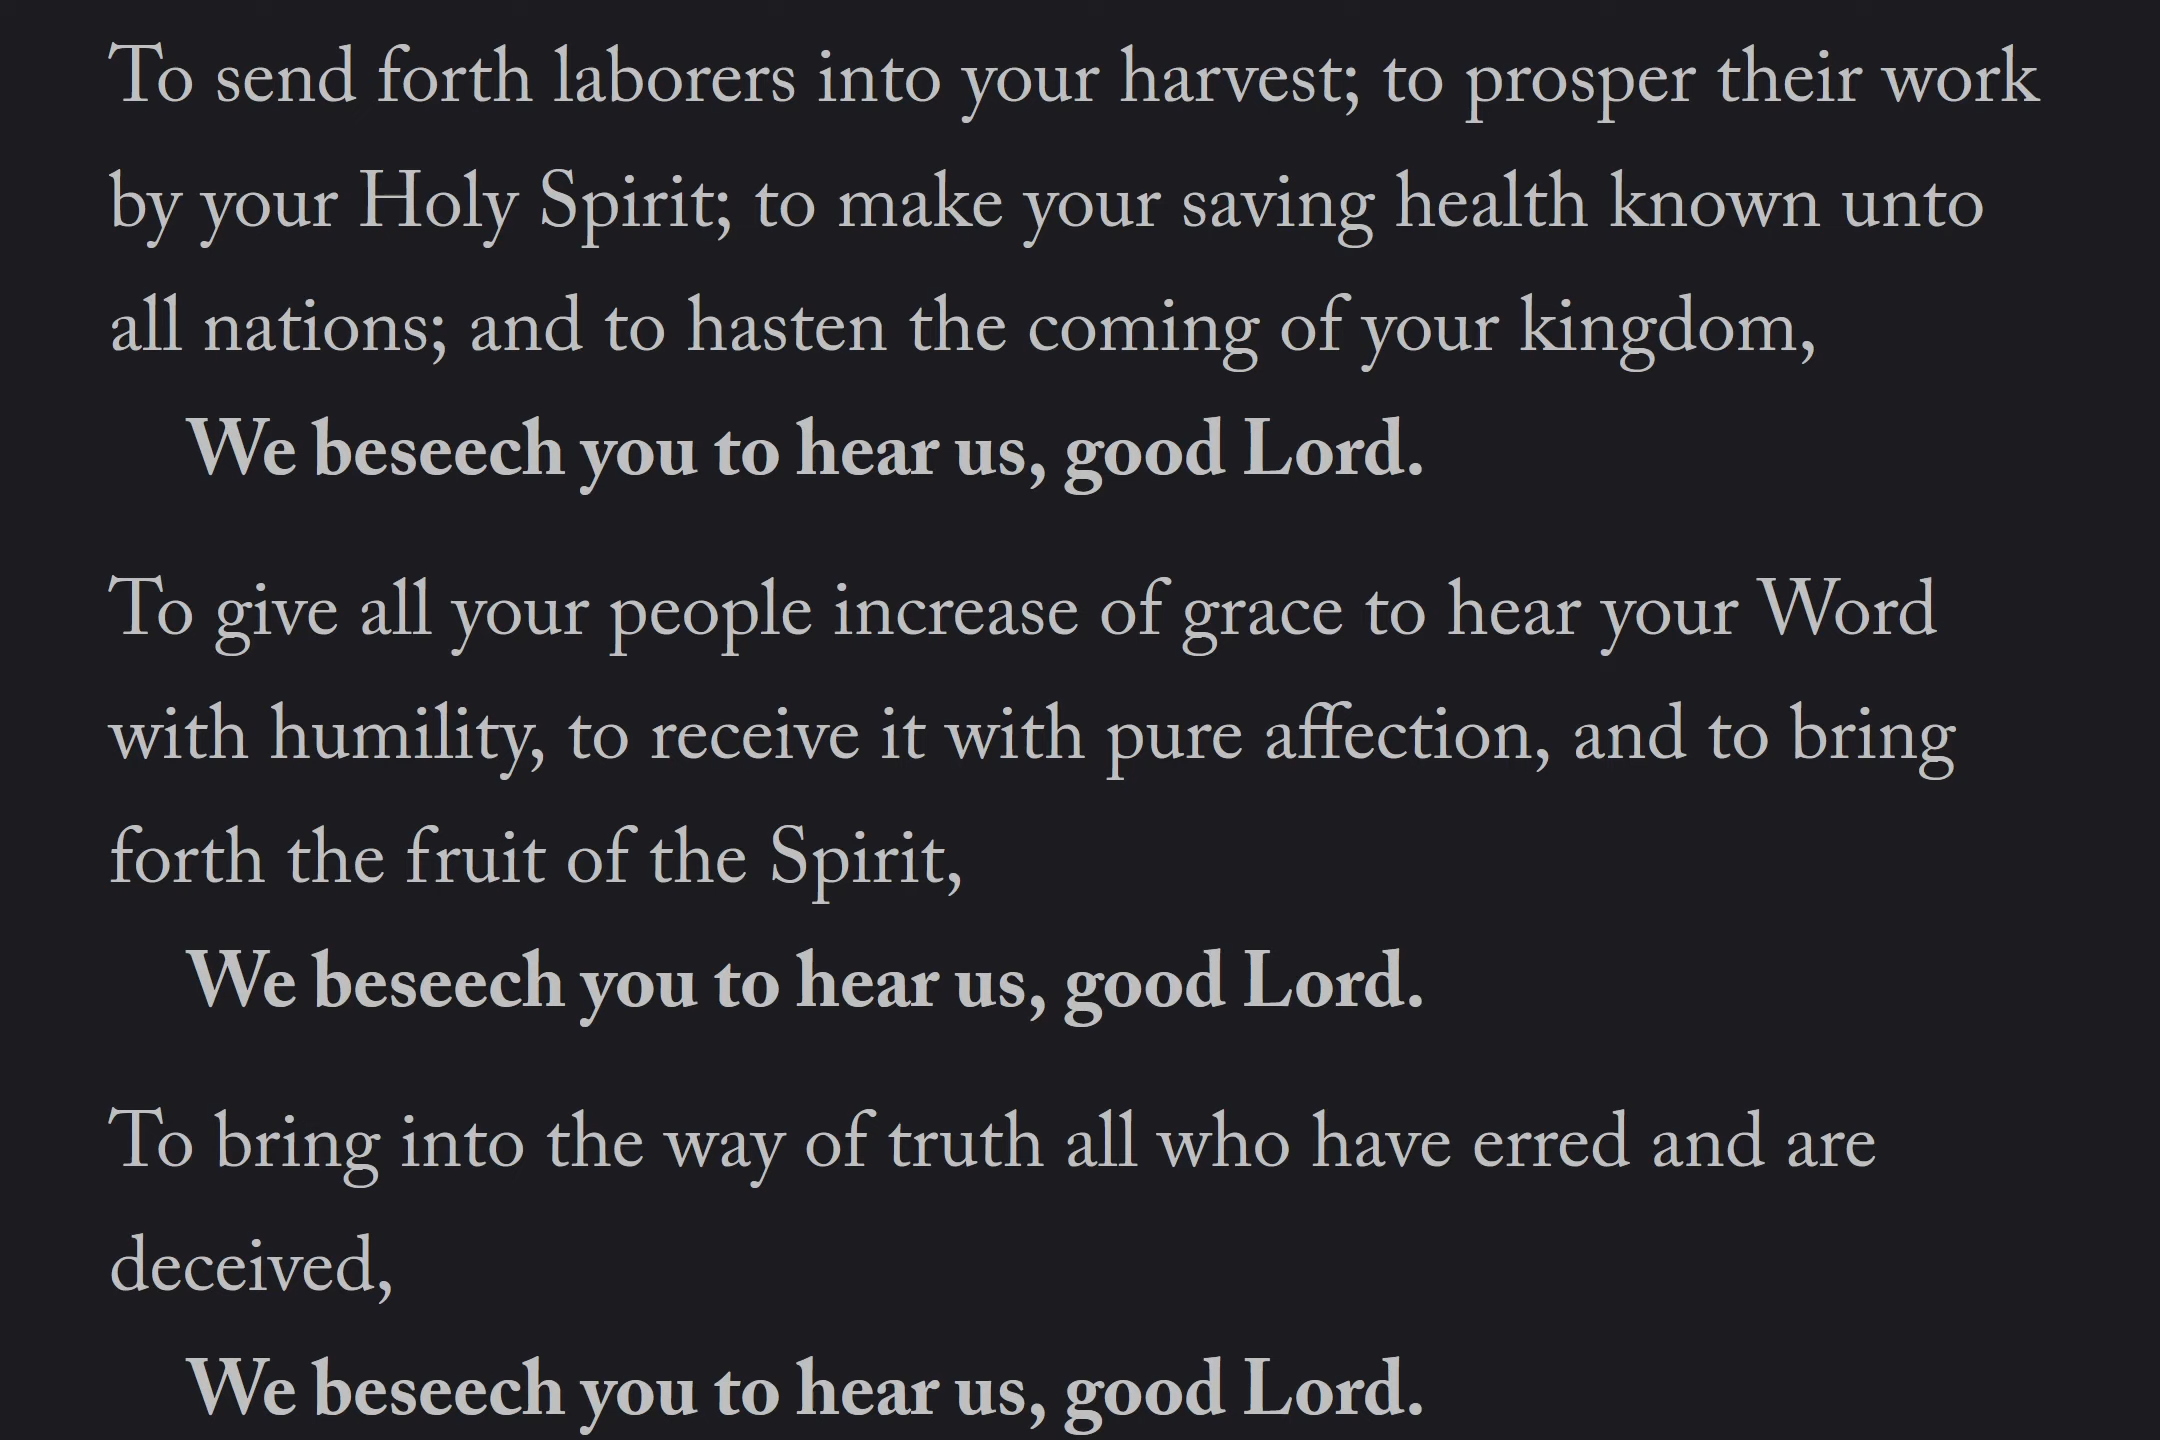 To send forth laborers into your harvest; to prosper their work
by your Holy Spirit; to make your saving health known unto
all nations; and to hasten the coming of your kingdom,
We beseech you to hear us, good Lord.
To give all your people increase of grace to hear your Word
with humility, to receive it with pure affection, and to bring
forth the fruit of the Spirit,
We beseech you to hear us, good Lord.
To bring into the way of truth all who have erred and are
deceived,
We beseech you to hear us, good Lord.